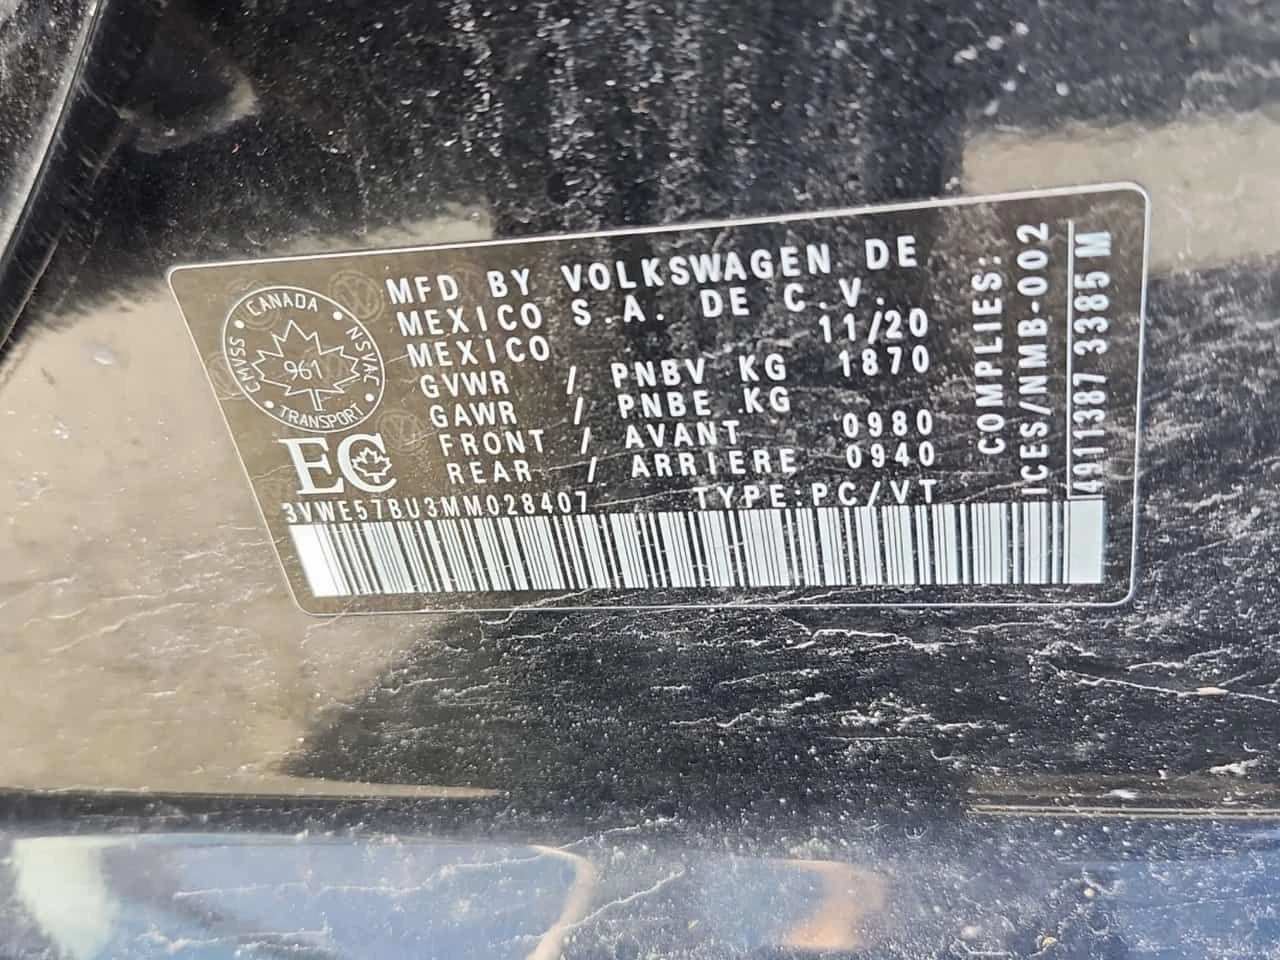 MFD BY VOLKSWAGEN DE
MEXICO S.A. DE C.V.
MEXICO 11/20
GVWR / PNBV KG 1870
GAWR / PNBE KG
FRONT / AVANT 0980
REAR / ARRIERE 0940
3VWE57BU3MM028407 TYPE:PC/VT
CANADA
NSVAC
TRANSPORT
CMVSS
961
EC
COMPLIES:
ICES/NMB-002
4911387 3385 M